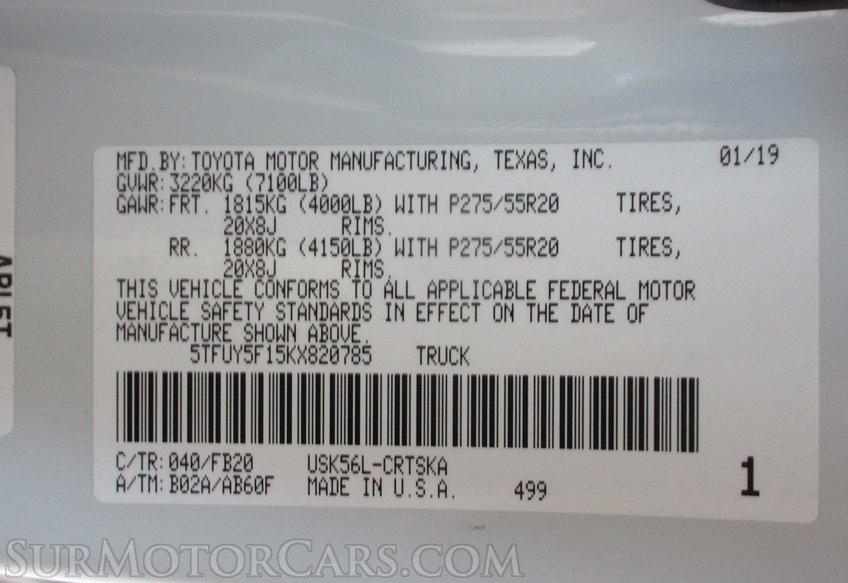 MFD.BY: TOYOTA MOTOR MANUFACTURING, TEXAS, INC. 01/19
GVWR: 3220KG (7100LB)
GAWR: FRT. 1815KG (4000LB) WITH P275/55R20 TIRES,
20X8J RIMS.
RR. 1880KG (4150LB) WITH P275/55R20 TIRES,
20X8J RIMS.
THIS VEHICLE CONFORMS TO ALL APPLICABLE FEDERAL MOTOR
VEHICLE SAFETY STANDARDS IN EFFECT ON THE DATE OF
MANUFACTURE SHOWN ABOVE.
5TFUY5F15KX820785 TRUCK
C/TR: 040/FB20 USK56L-CRTSKA
A/TM: B02A/AB60F MADE IN U.S.A. 499 1
SurMotorCars.com